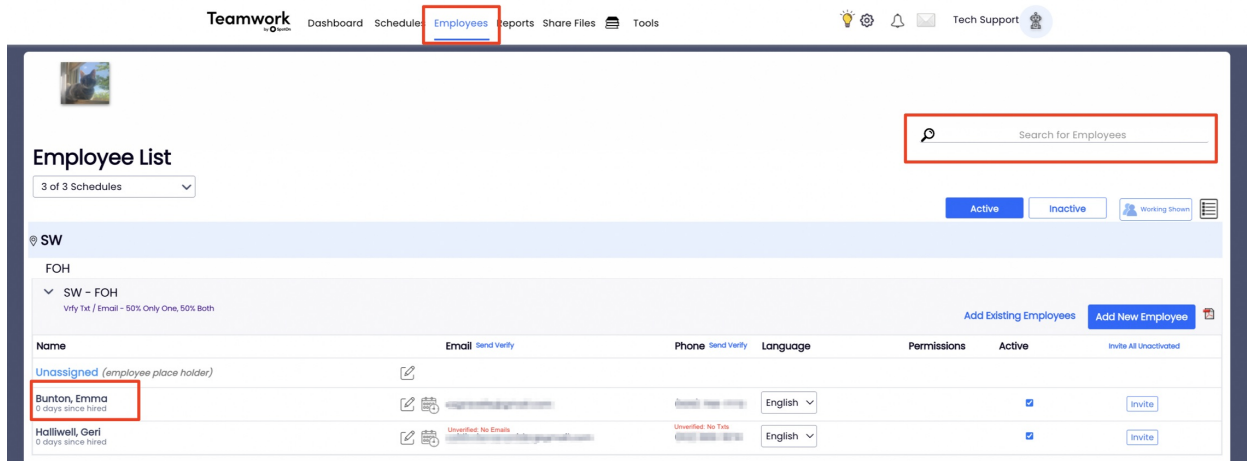 Teamwork
by SpotOn
Dashboard Schedules Employees Reports Share Files Tools
Tech Support
Search for Employees
Employee List
3 of 3 Schedules
Active Inactive Working Shown
SW
FOH
SW - FOH
Vrfy Txt / Email - 50% Only One, 50% Both
Add Existing Employees Add New Employee
Name Email Send Verify Phone Send Verify Language Permissions Active Invite All Unactivated
Unassigned (employee place holder)
Bunton, Emma
0 days since hired
English Invite
Halliwell, Geri
0 days since hired
Unverified: No Emails Unverified: No Txts
English Invite